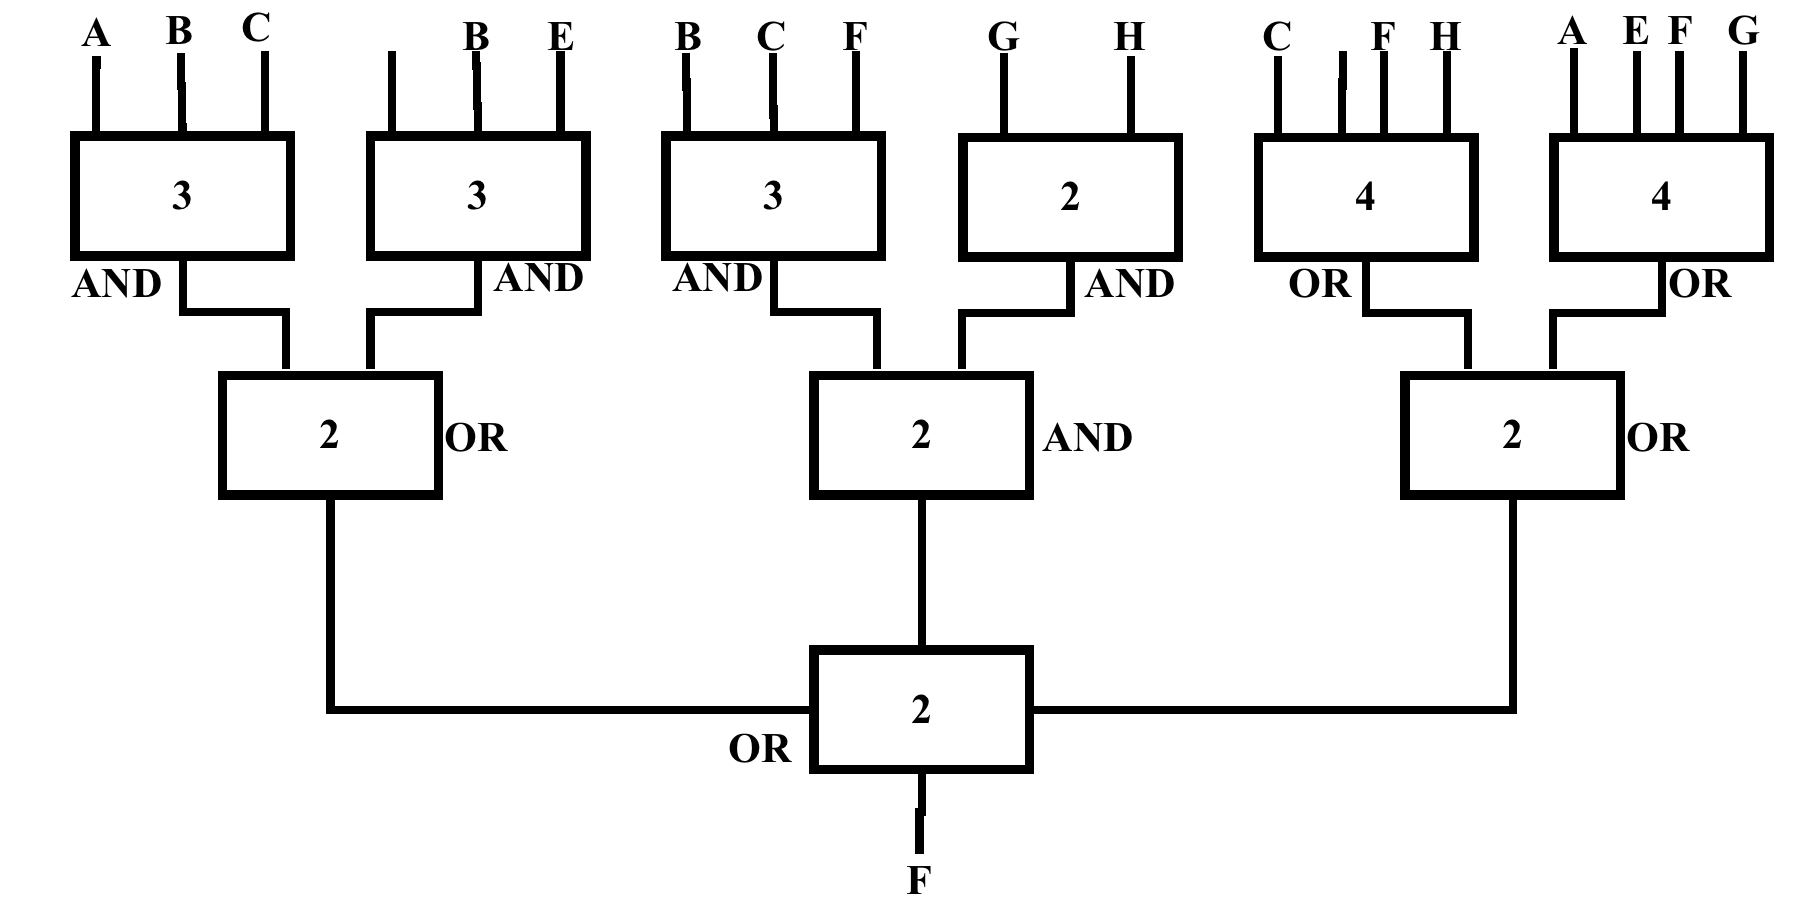 A B C B E B C F G H C F H A E F G
3 3 3 2 4 4
AND AND AND AND OR OR
2 OR 2 AND 2 OR
2
OR
F